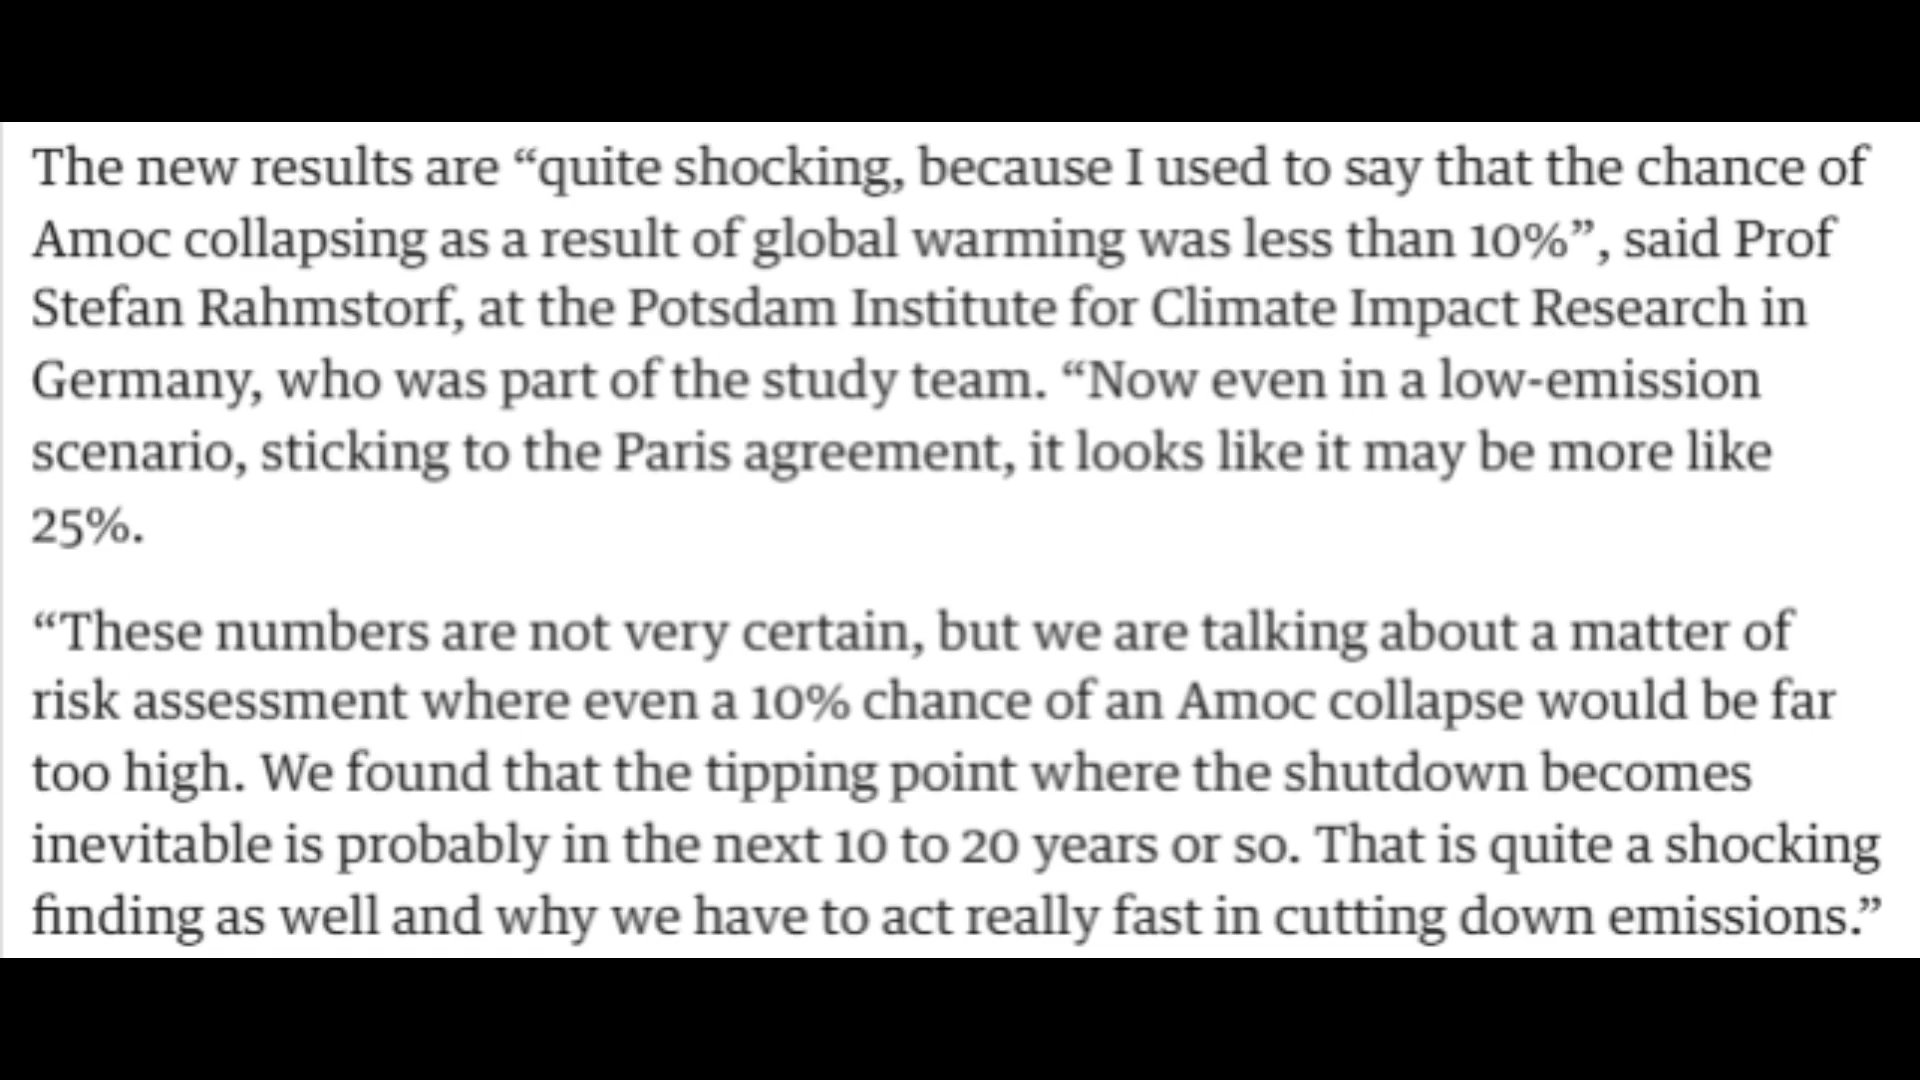 The new results are “quite shocking, because I used to say that the chance of
Amoc collapsing as a result of global warming was less than 10%”, said Prof
Stefan Rahmstorf, at the Potsdam Institute for Climate Impact Research in
Germany, who was part of the study team. “Now even in a low-emission
scenario, sticking to the Paris agreement, it looks like it may be more like
25%.
“These numbers are not very certain, but we are talking about a matter of
risk assessment where even a 10% chance of an Amoc collapse would be far
too high. We found that the tipping point where the shutdown becomes
inevitable is probably in the next 10 to 20 years or so. That is quite a shocking
finding as well and why we have to act really fast in cutting down emissions.”